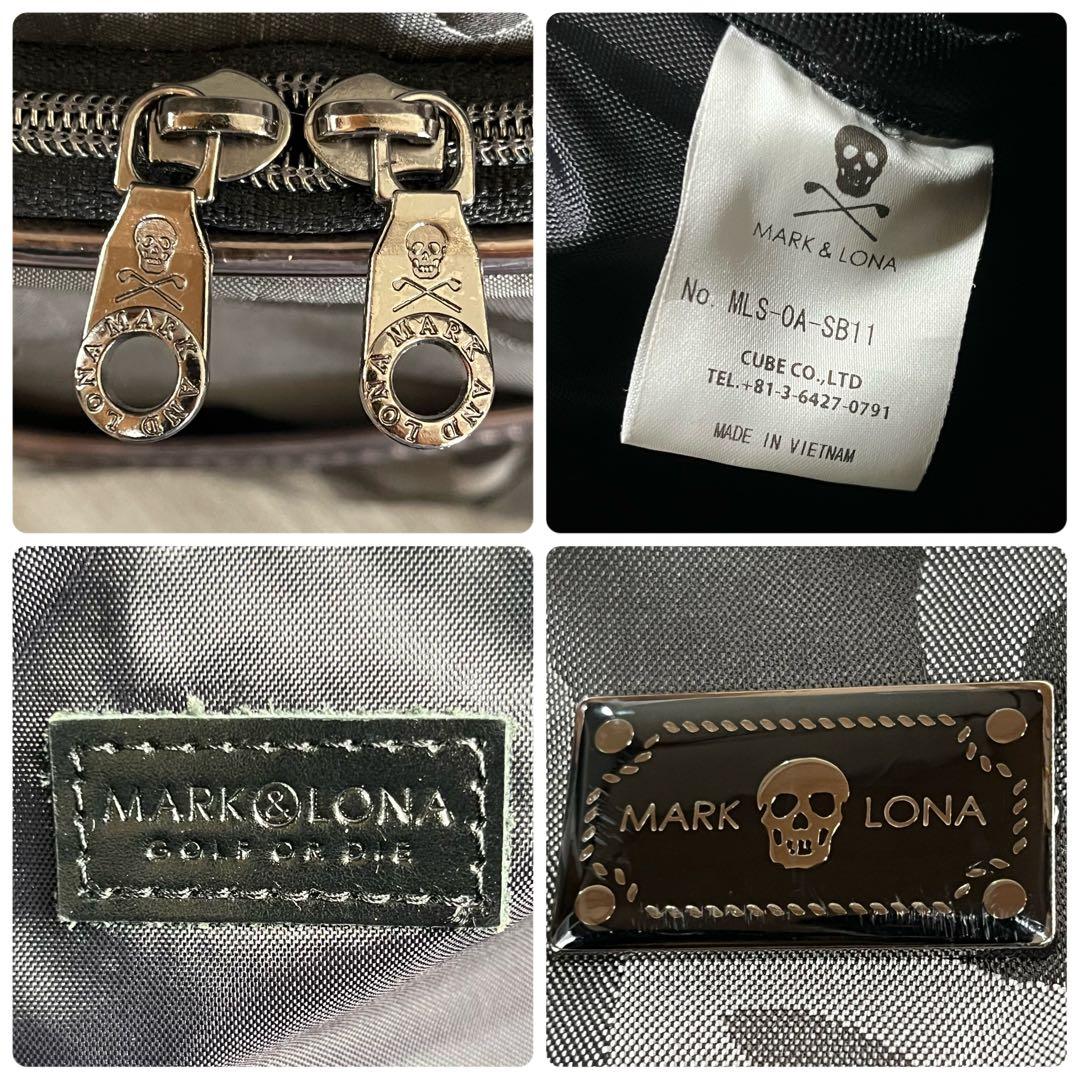 MARK AND LONA
MARK AND LONA
MARK & LONA
No. MLS-OA-SB11
CUBE CO.,LTD
TEL.+81-3-6427-0791
MADE IN VIETNAM
MARK&LONA
GOLF OR DIE
MARK LONA